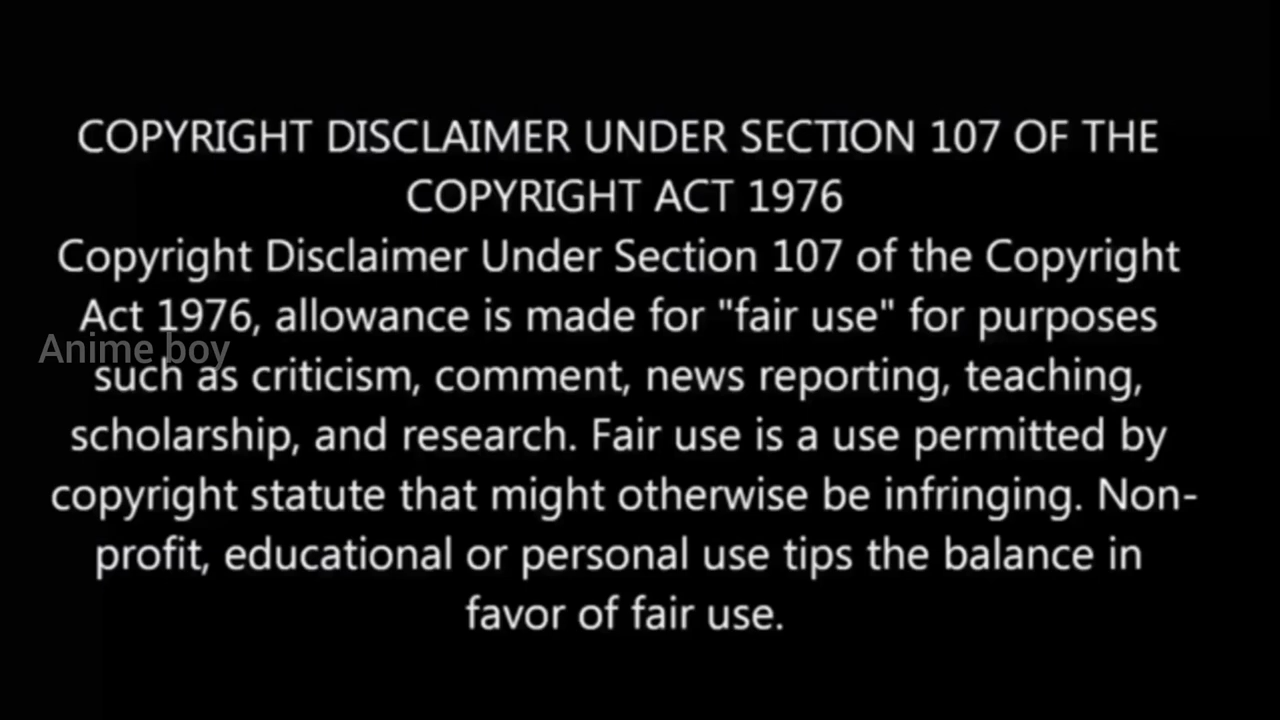 COPYRIGHT DISCLAIMER UNDER SECTION 107 OF THE
COPYRIGHT ACT 1976
Copyright Disclaimer Under Section 107 of the Copyright
Act 1976, allowance is made for "fair use" for purposes
Anime boy
such as criticism, comment, news reporting, teaching,
scholarship, and research. Fair use is a use permitted by
copyright statute that might otherwise be infringing. Non-
profit, educational or personal use tips the balance in
favor of fair use.